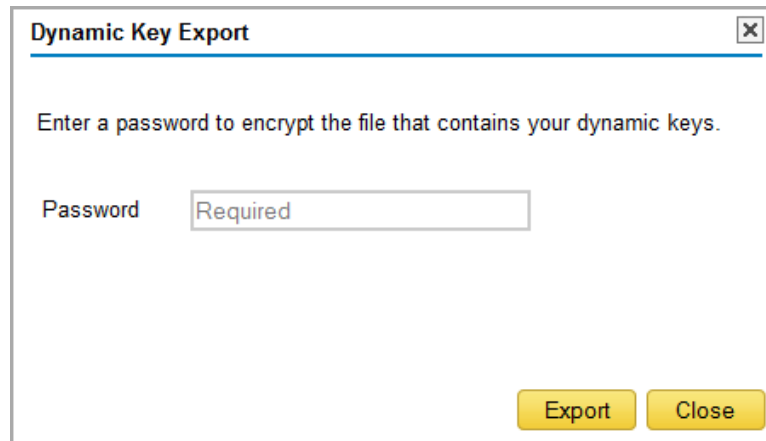 Dynamic Key Export
Enter a password to encrypt the file that contains your dynamic keys.
Password Required
Export Close